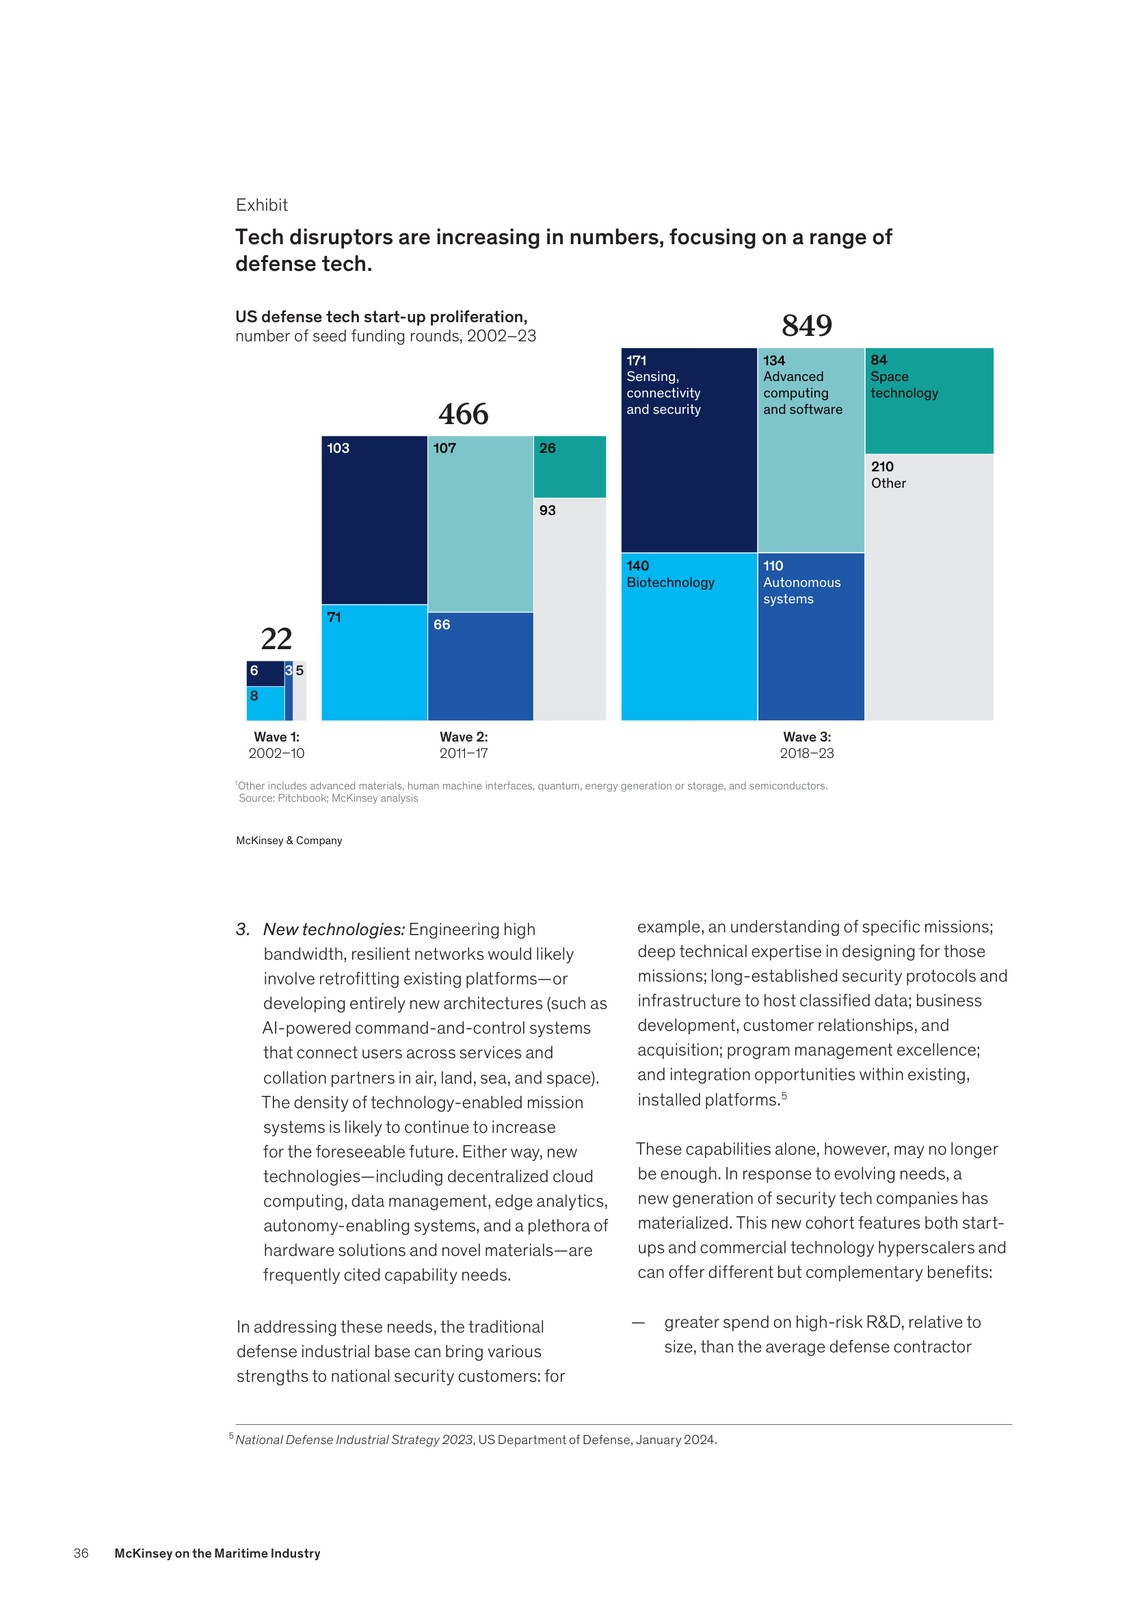 Exhibit
Tech disruptors are increasing in numbers, focusing on a range of
defense tech.
US defense tech start-up proliferation,
number of seed funding rounds, 2002–23
22
6
3
5
8
Wave 1:
2002–10
466
103
107
26
93
71
66
Wave 2:
2011–17
849
171
Sensing,
connectivity
and security
134
Advanced
computing
and software
84
Space
technology
210
Other
140
Biotechnology
110
Autonomous
systems
Wave 3:
2018–23
¹Other includes advanced materials, human machine interfaces, quantum, energy generation or storage, and semiconductors.
Source: Pitchbook; McKinsey analysis
McKinsey & Company
3. New technologies: Engineering high
bandwidth, resilient networks would likely
involve retrofitting existing platforms—or
developing entirely new architectures (such as
AI-powered command-and-control systems
that connect users across services and
collation partners in air, land, sea, and space).
The density of technology-enabled mission
systems is likely to continue to increase
for the foreseeable future. Either way, new
technologies—including decentralized cloud
computing, data management, edge analytics,
autonomy-enabling systems, and a plethora of
hardware solutions and novel materials—are
frequently cited capability needs.
In addressing these needs, the traditional
defense industrial base can bring various
strengths to national security customers: for
example, an understanding of specific missions;
deep technical expertise in designing for those
missions; long-established security protocols and
infrastructure to host classified data; business
development, customer relationships, and
acquisition; program management excellence;
and integration opportunities within existing,
installed platforms.⁵
These capabilities alone, however, may no longer
be enough. In response to evolving needs, a
new generation of security tech companies has
materialized. This new cohort features both start-
ups and commercial technology hyperscalers and
can offer different but complementary benefits:
— greater spend on high-risk R&D, relative to
size, than the average defense contractor
⁵ National Defense Industrial Strategy 2023, US Department of Defense, January 2024.
36 McKinsey on the Maritime Industry